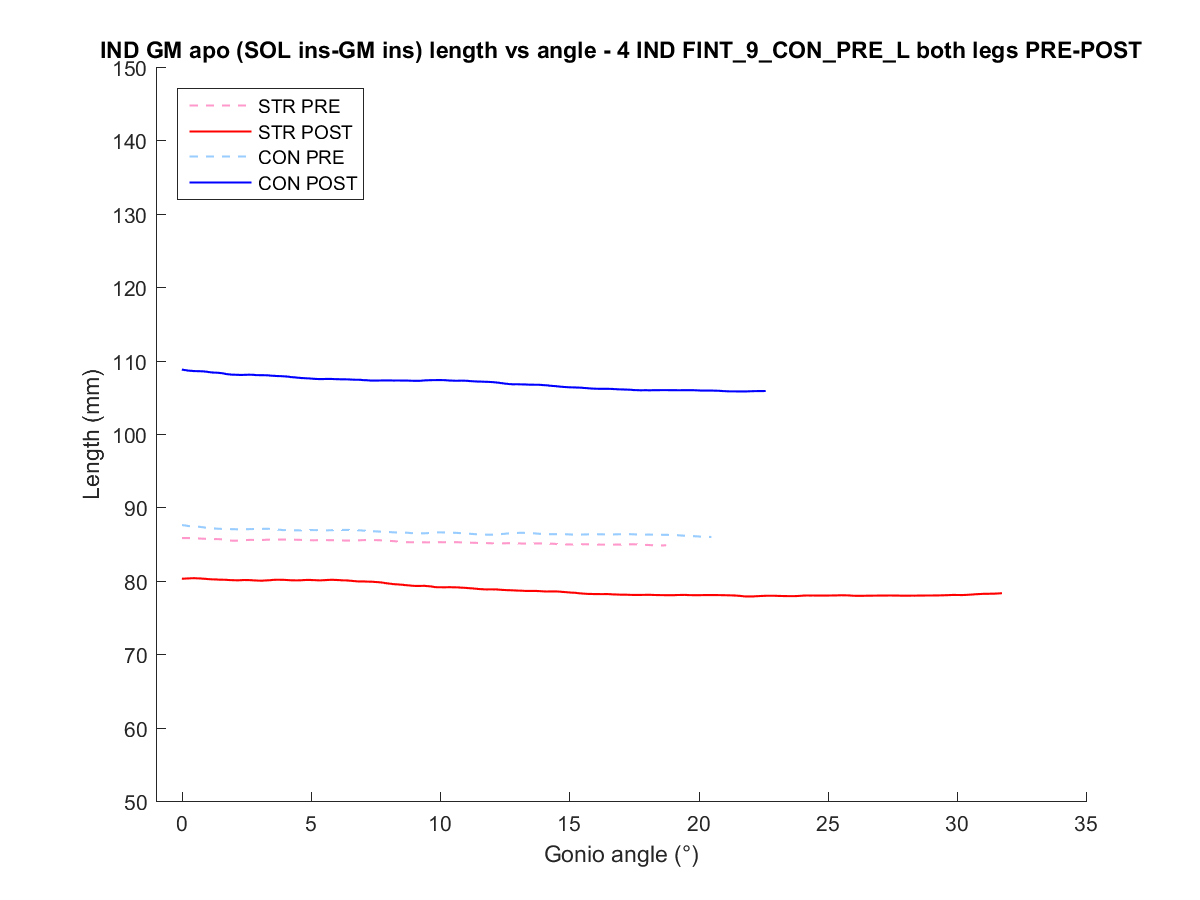 IND GM apo (SOL ins-GM ins) length vs angle - 4 IND FINT_9_CON_PRE_L both legs PRE-POST
150
140
130
120
110
100
90
80
70
60
50
STR PRE
STR POST
CON PRE
CON POST
Length (mm)
0 5 10 15 20 25 30 35
Gonio angle (°)